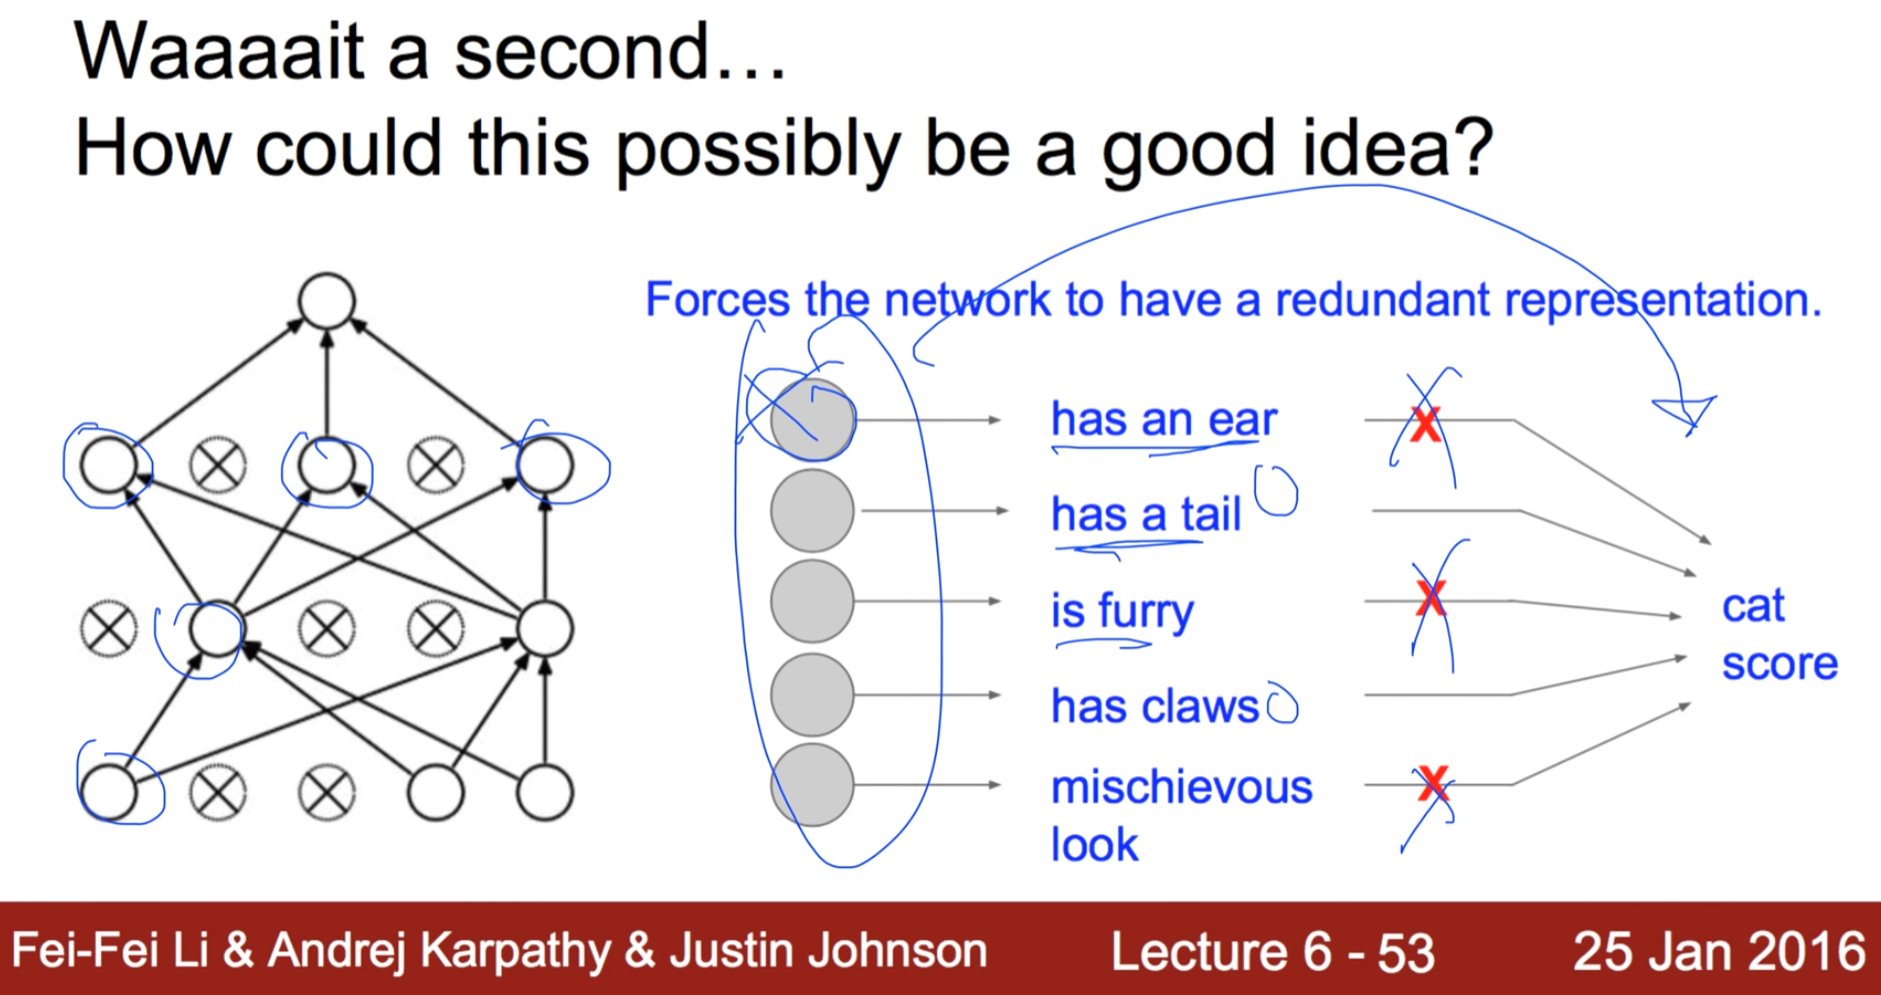 Waaaait a second…
How could this possibly be a good idea?
Forces the network to have a redundant representation.
has an ear
has a tail
is furry
has claws
mischievous
look
X
X
X
cat
score
Fei-Fei Li & Andrej Karpathy & Justin Johnson
Lecture 6 - 53
25 Jan 2016